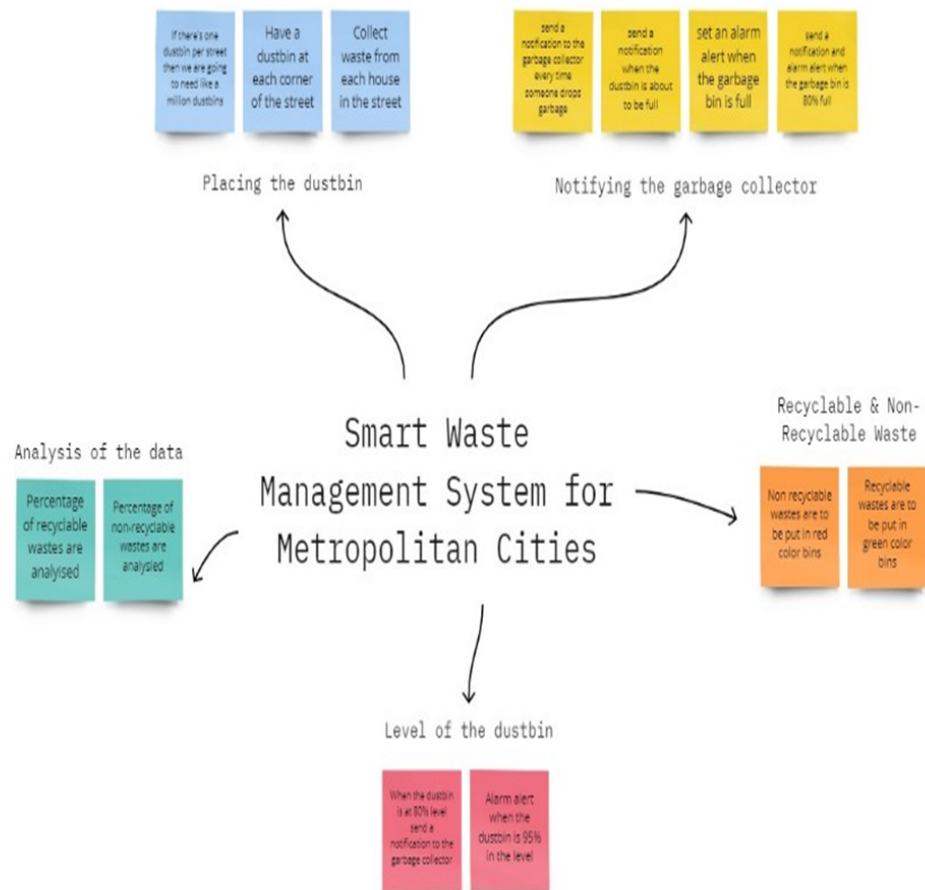 If there's one
dustbin per street
then we are going
to need like a
million dustbins
Have a
dustbin at
each corner
of the street
Collect
waste from
each house
in the street
Placing the dustbin
send a
notification to the
garbage collector
every time
someone drops
garbage
send a
notification
when the
dustbin is about
to be full
set an alarm
alert when
the garbage
bin is full
send a
notification and
alarm alert when
the garbage bin is
80% full
Notifying the garbage collector
Smart Waste
Management System for
Metropolitan Cities
Analysis of the data
Percentage
of recyclable
wastes are
analyised
Percentage of
non-recyclable
wastes are
analysied
Recyclable & Non-
Recyclable Waste
Non recyclable
wastes are to
be put in red
color bins
Recyclable
wastes are to
be put in
green color
bins
Level of the dustbin
When the dustbin
is at 80% level
send a
notification to the
garbage collector
Alarm alert
when the
dustbin is 95%
in the level